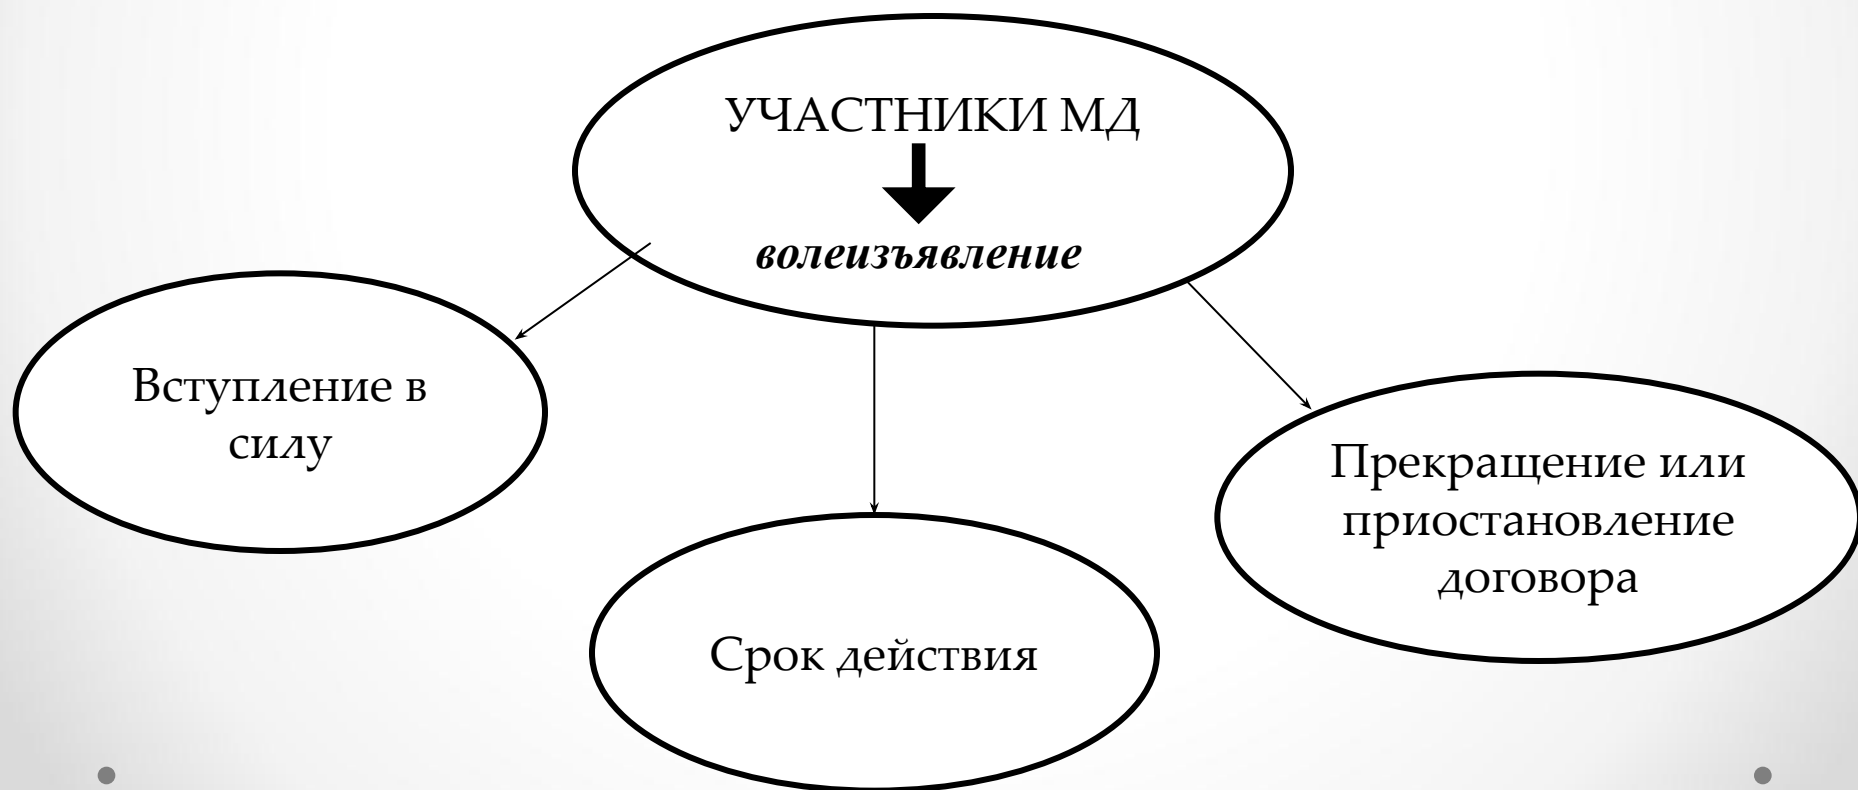 УЧАСТНИКИ МД
волеизъявление
Вступление в
силу
Срок действия
Прекращение или
приостановление
договора